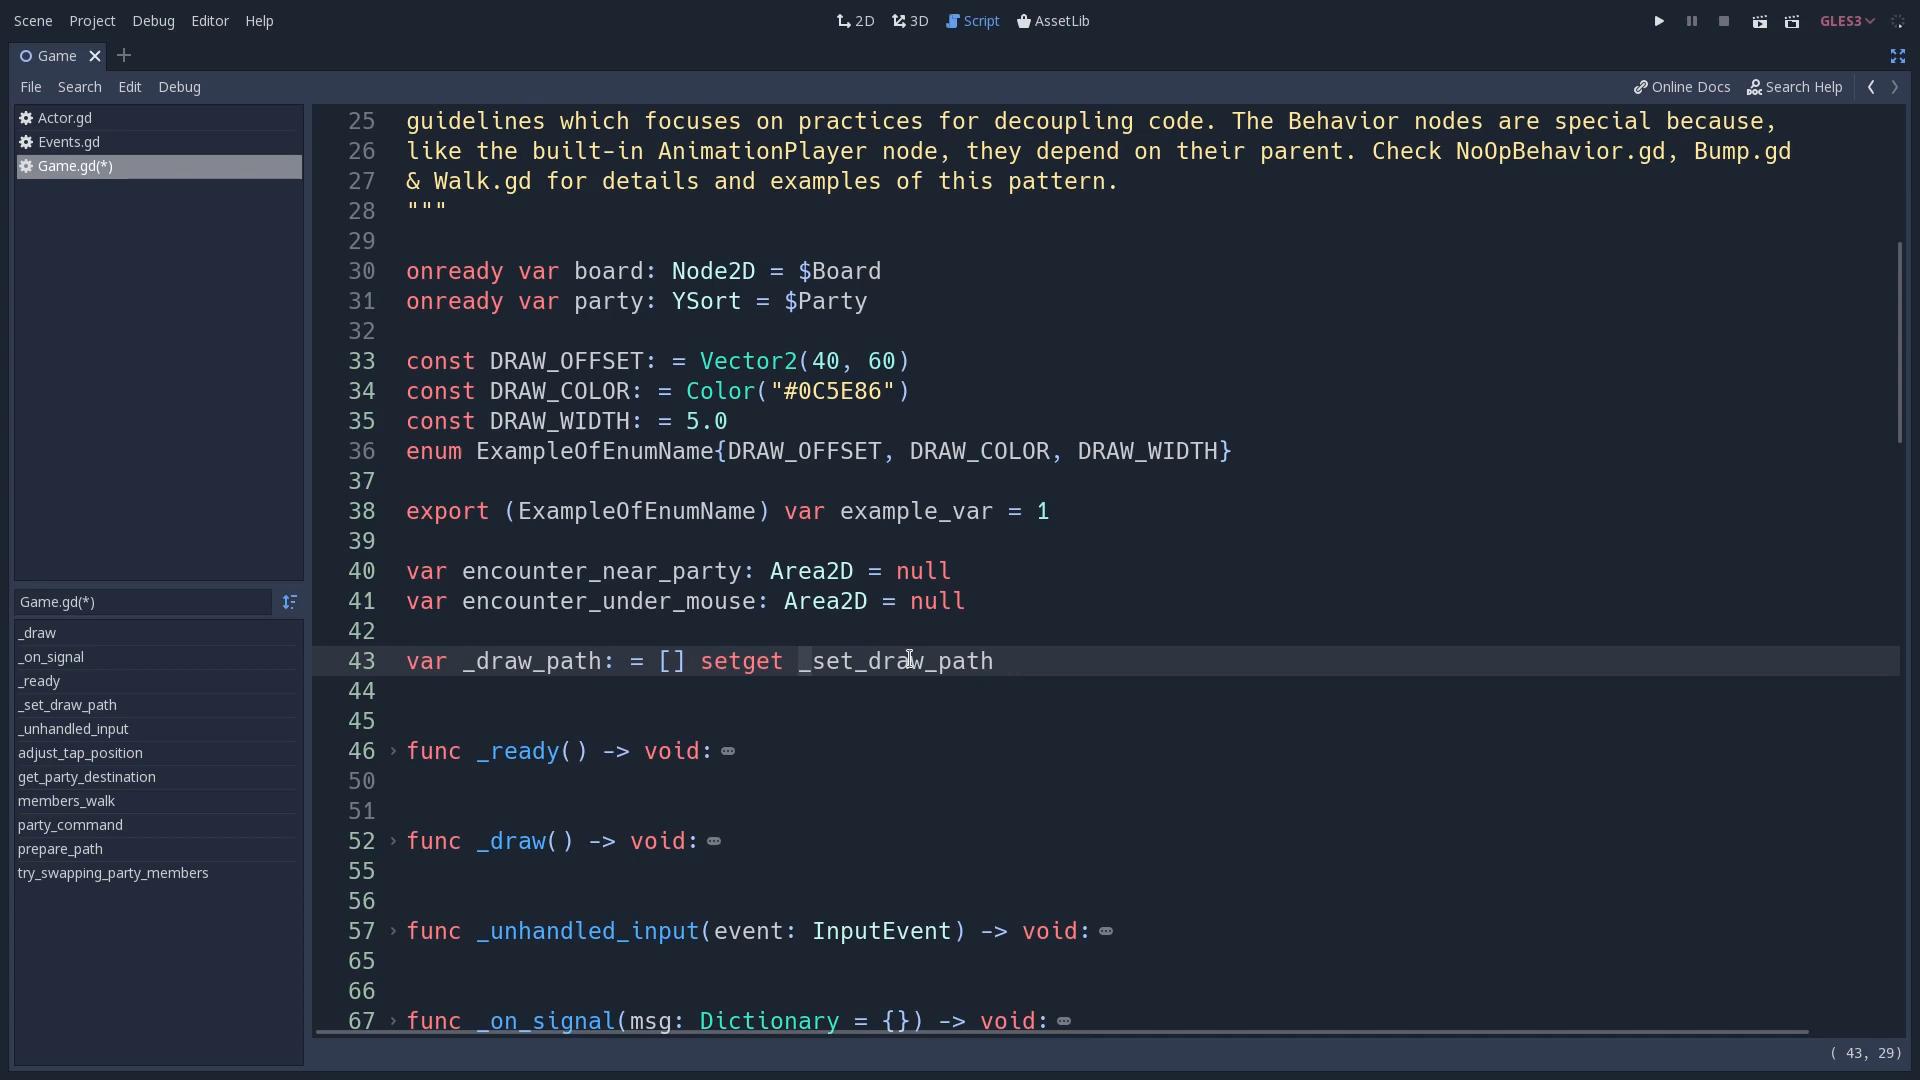 Scene Project Debug Editor Help 2D 3D Script AssetLib GLES3
Game
File Search Edit Debug Online Docs Search Help
Actor.gd
Events.gd
Game.gd(*)
Game.gd(*)
_draw
_on_signal
_ready
_set_draw_path
_unhandled_input
adjust_tap_position
get_party_destination
members_walk
party_command
prepare_path
try_swapping_party_members
25 guidelines which focuses on practices for decoupling code. The Behavior nodes are special because,
26 like the built-in AnimationPlayer node, they depend on their parent. Check NoOpBehavior.gd, Bump.gd
27 & Walk.gd for details and examples of this pattern.
28 """
29
30 onready var board: Node2D = $Board
31 onready var party: YSort = $Party
32
33 const DRAW_OFFSET: = Vector2(40, 60)
34 const DRAW_COLOR: = Color("#0C5E86")
35 const DRAW_WIDTH: = 5.0
36 enum ExampleOfEnumName{DRAW_OFFSET, DRAW_COLOR, DRAW_WIDTH}
37
38 export (ExampleOfEnumName) var example_var = 1
39
40 var encounter_near_party: Area2D = null
41 var encounter_under_mouse: Area2D = null
42
43 var _draw_path: = [] setget _set_draw_path
44
45
46 func _ready() -> void:
50
51
52 func _draw() -> void:
55
56
57 func _unhandled_input(event: InputEvent) -> void:
65
66
67 func _on_signal(msg: Dictionary = {}) -> void:
( 43, 29)